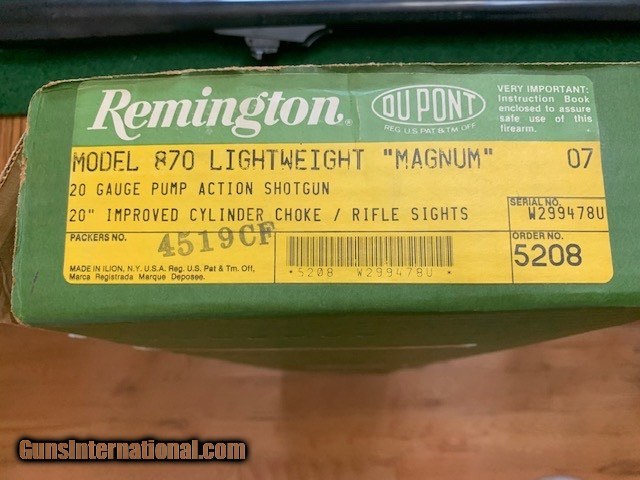 Remington®
DU PONT
REG. U.S. PAT & TM. OFF
VERY IMPORTANT:
Instruction Book
enclosed to assure
safe use of this
firearm.
MODEL 870 LIGHTWEIGHT "MAGNUM" 07
20 GAUGE PUMP ACTION SHOTGUN
20" IMPROVED CYLINDER CHOKE / RIFLE SIGHTS
SERIAL NO.
W299478U
PACKERS NO.
4519CF
ORDER NO.
5208
MADE IN ILION, N.Y. U.S.A. Reg. U.S. Pat & Tm. Off,
Marca Registrada Marque Deposee.
*5208 W299478U *
GunsInternational.com